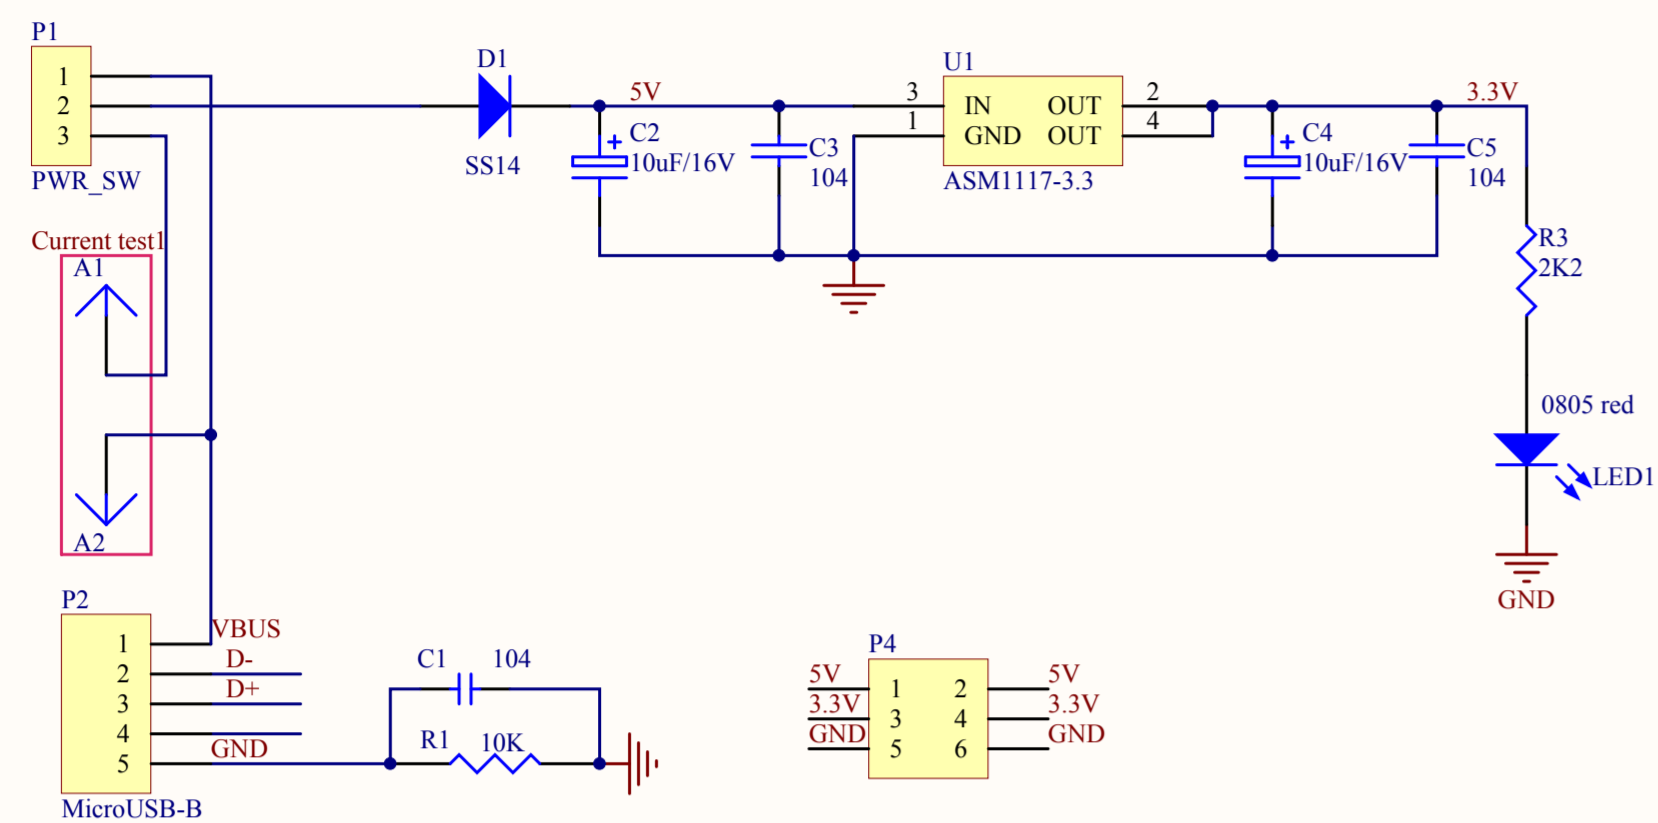 P1
1
2
3
PWR_SW
Current test1
A1
A2
D1
SS14
5V
+
C2
10uF/16V
C3
104
U1
3 IN OUT 2
1 GND OUT 4
ASM1117-3.3
+
C4
10uF/16V
3.3V
C5
104
R3
2K2
0805 red
LED1
GND
P2
1 VBUS
2 D-
3 D+
4
5 GND
MicroUSB-B
C1 104
R1 10K
P4
5V 1 2 5V
3.3V 3 4 3.3V
GND 5 6 GND